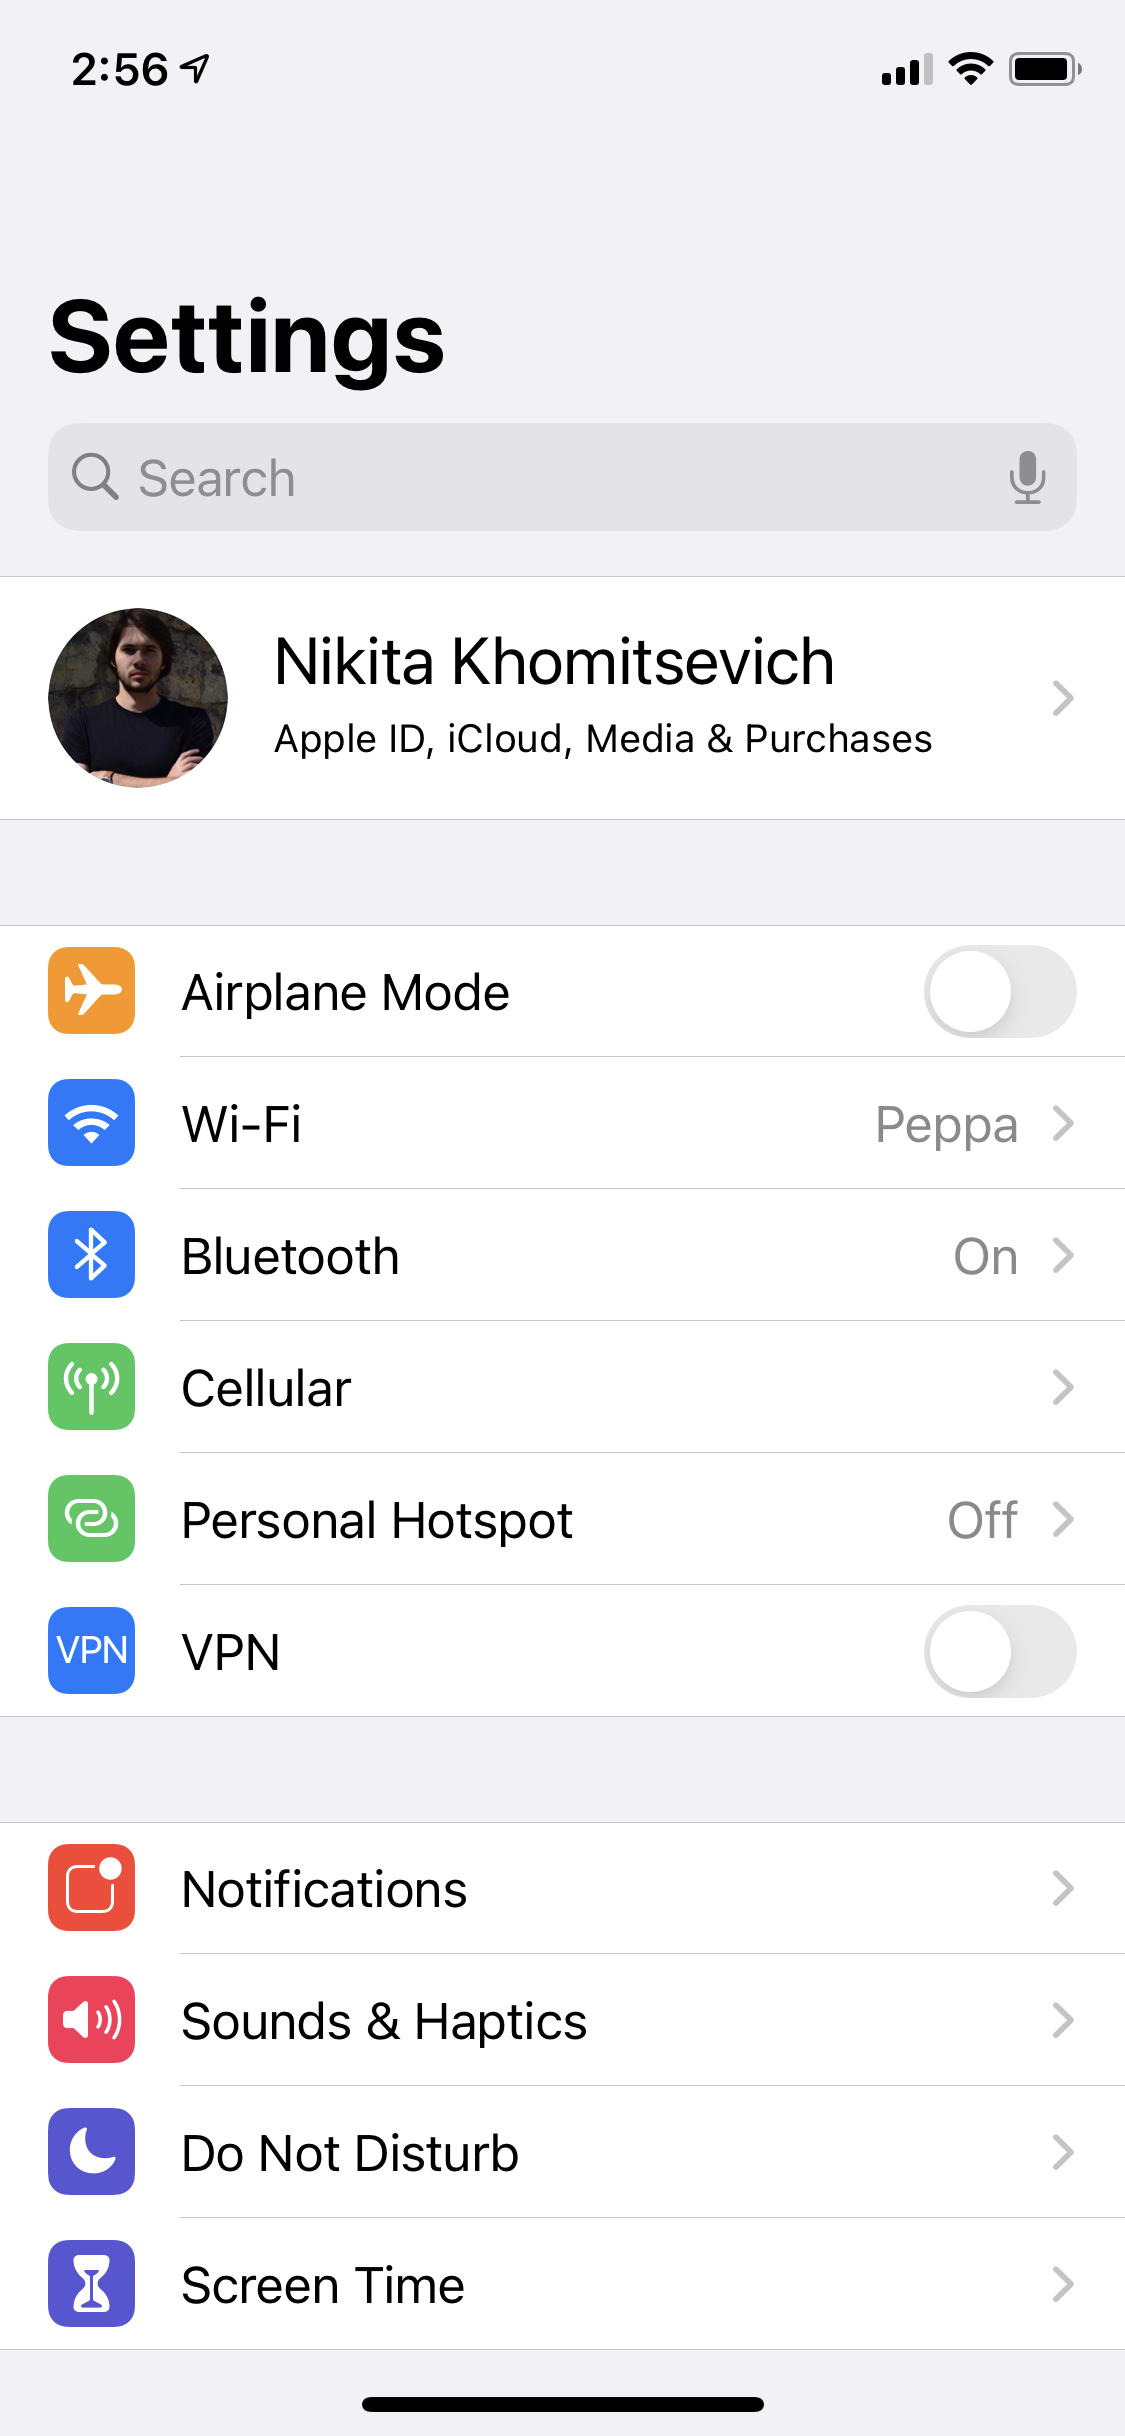 2:56
Settings
Search
Nikita Khomitsevich
Apple ID, iCloud, Media & Purchases
Airplane Mode
Wi-Fi Peppa
Bluetooth On
Cellular
Personal Hotspot Off
VPN VPN
Notifications
Sounds & Haptics
Do Not Disturb
Screen Time